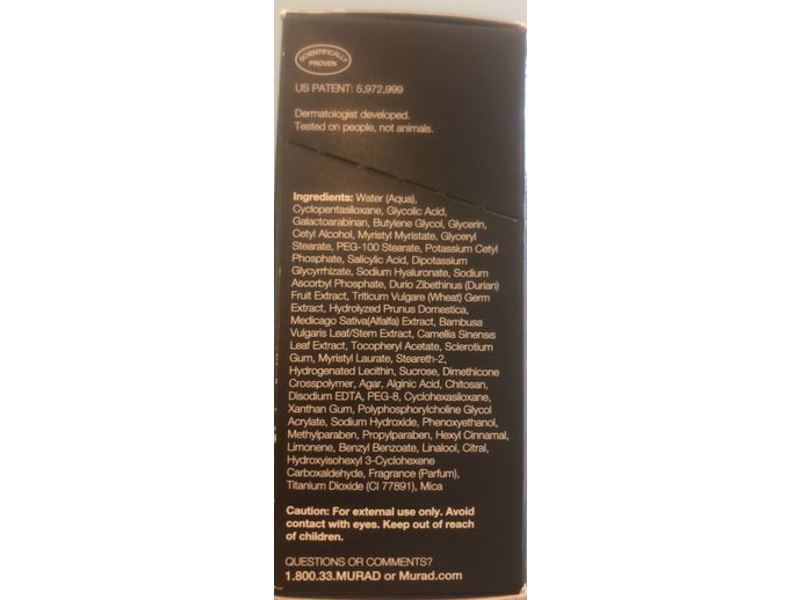 SCIENTIFICALLY
PROVEN
US PATENT: 5,972,999
Dermatologist developed.
Tested on people, not animals.
Ingredients: Water (Aqua),
Cyclopentasiloxane, Glycolic Acid,
Galactoarabinan, Butylene Glycol, Glycerin,
Cetyl Alcohol, Myristyl Myristate, Glyceryl
Stearate, PEG-100 Stearate, Potassium Cetyl
Phosphate, Salicylic Acid, Dipotassium
Glycyrrhizate, Sodium Hyaluronate, Sodium
Ascorbyl Phosphate, Durio Zibethinus (Durian)
Fruit Extract, Triticum Vulgare (Wheat) Germ
Extract, Hydrolyzed Prunus Domestica,
Medicago Sativa(Alfalfa) Extract, Bambusa
Vulgaris Leaf/Stem Extract, Camellia Sinensis
Leaf Extract, Tocopheryl Acetate, Sclerotium
Gum, Myristyl Laurate, Steareth-2,
Hydrogenated Lecithin, Sucrose, Dimethicone
Crosspolymer, Agar, Alginic Acid, Chitosan,
Disodium EDTA, PEG-8, Cyclohexasiloxane,
Xanthan Gum, Polyphosphorylcholine Glycol
Acrylate, Sodium Hydroxide, Phenoxyethanol,
Methylparaben, Propylparaben, Hexyl Cinnamal,
Limonene, Benzyl Benzoate, Linalool, Citral,
Hydroxyisohexyl 3-Cyclohexene
Carboxaldehyde, Fragrance (Parfum),
Titanium Dioxide (CI 77891), Mica
Caution: For external use only. Avoid
contact with eyes. Keep out of reach
of children.
QUESTIONS OR COMMENTS?
1.800.33.MURAD or Murad.com